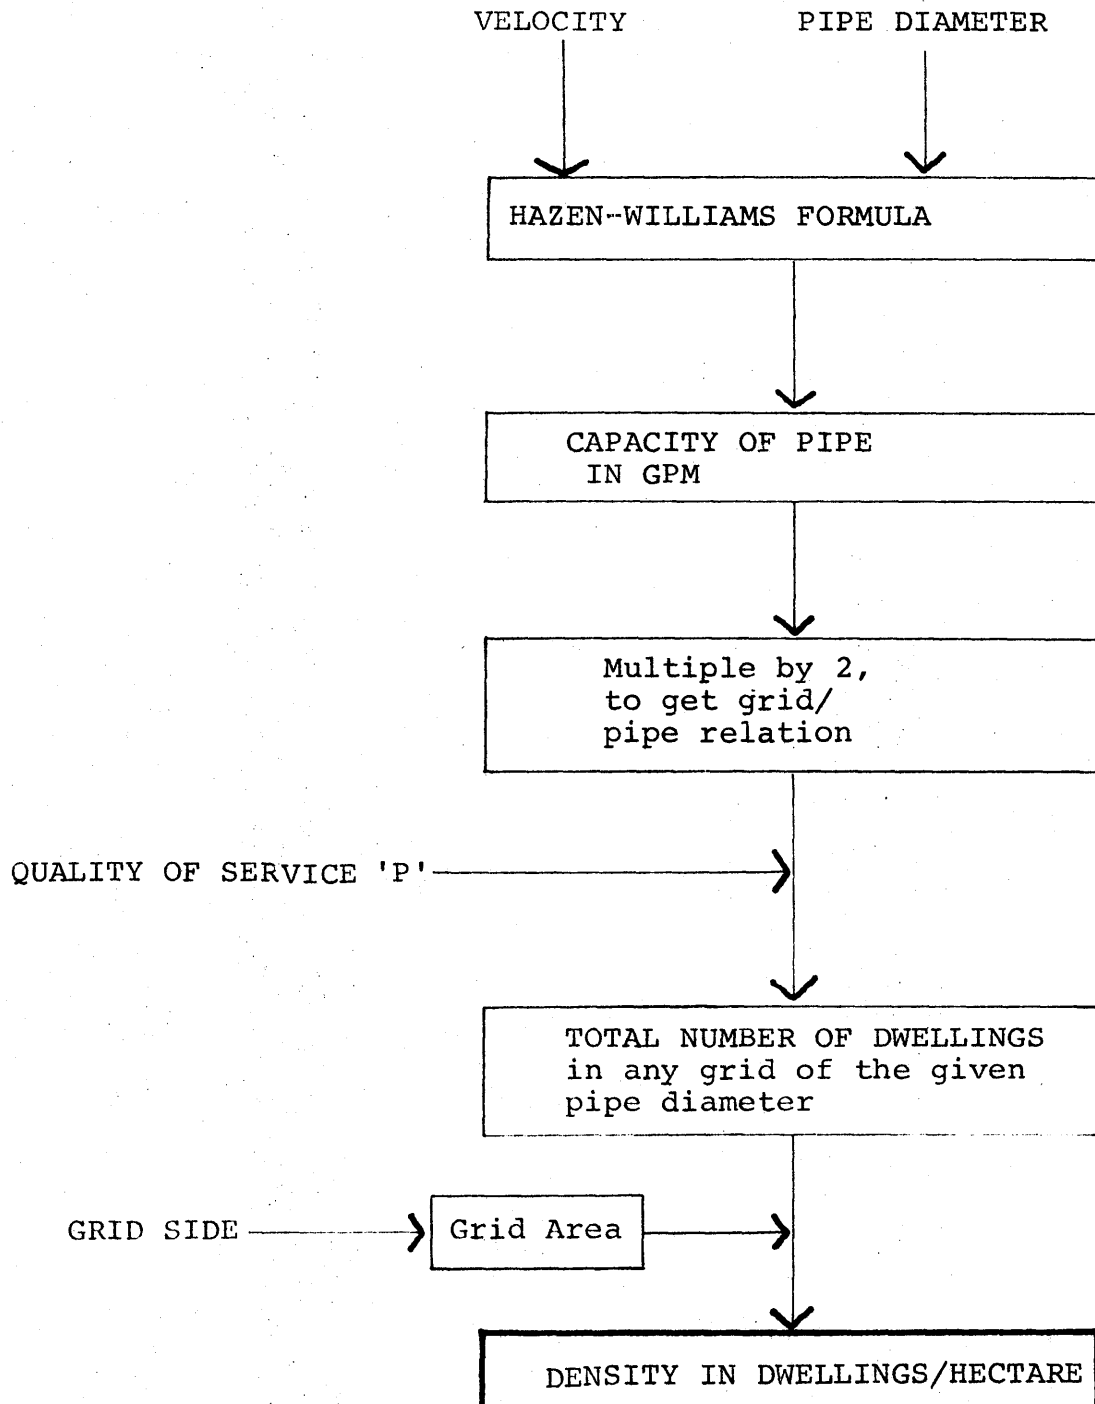 VELOCITY
PIPE DIAMETER
HAZEN-WILLIAMS FORMULA
CAPACITY OF PIPE
IN GPM
Multiple by 2,
to get grid/
pipe relation
QUALITY OF SERVICE 'P'
TOTAL NUMBER OF DWELLINGS
in any grid of the given
pipe diameter
GRID SIDE
Grid Area
DENSITY IN DWELLINGS/HECTARE